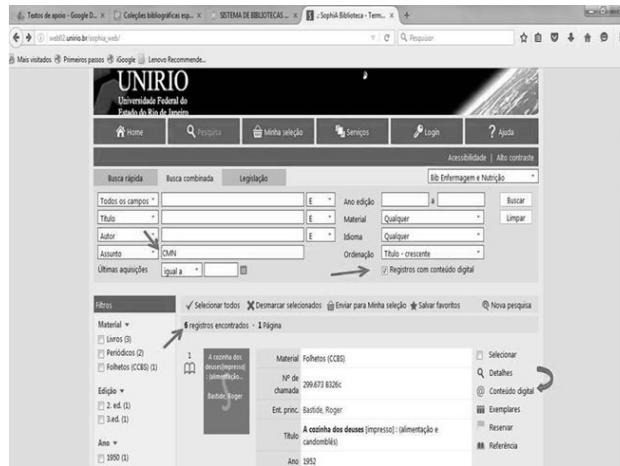 Textos de apoio - Google D... × Coleções bibliográficas esp... × SISTEMA DE BIBLIOTECAS ... × .: SophiA Biblioteca - Term... × +
web02.unirio.br/sophia_web/ Pesquisar
Mais visitados Primeiros passos iGoogle Lenovo Recommende...
UNIRIO
Universidade Federal do
Estado do Rio de Janeiro
Home Pesquisa Minha seleção Serviços Login ? Ajuda
Acessibilidade | Alto contraste
Busca rápida Busca combinada Legislação Bib Enfermagem e Nutrição
Todos os campos E Ano edição a Buscar
Título E Material Qualquer Limpar
Autor E Idioma Qualquer
Assunto CMN Ordenação Título - crescente
Últimas aquisições igual a Registros com conteúdo digital
Filtros Selecionar todos Desmarcar selecionados Enviar para Minha seleção Salvar favoritos Nova pesquisa
Material 6 registros encontrados - 1 Página
Livros (3)
Periódicos (2)
Folhetos (CCBS) (1)
Edição
2. ed. (1)
3.ed. (1)
Ano
1950 (1)
1
A cozinha dos
deuses[impresso]
: (alimentação...
Bastide, Roger
Material Folhetos (CCBS)
Nº de
chamada 299.673 B326c
Ent. princ. Bastide, Roger
Título A cozinha dos deuses [impresso] : (alimentação e
candomblés)
Ano 1952
Selecionar
Detalhes
Conteúdo digital
Exemplares
Reservar
Referência